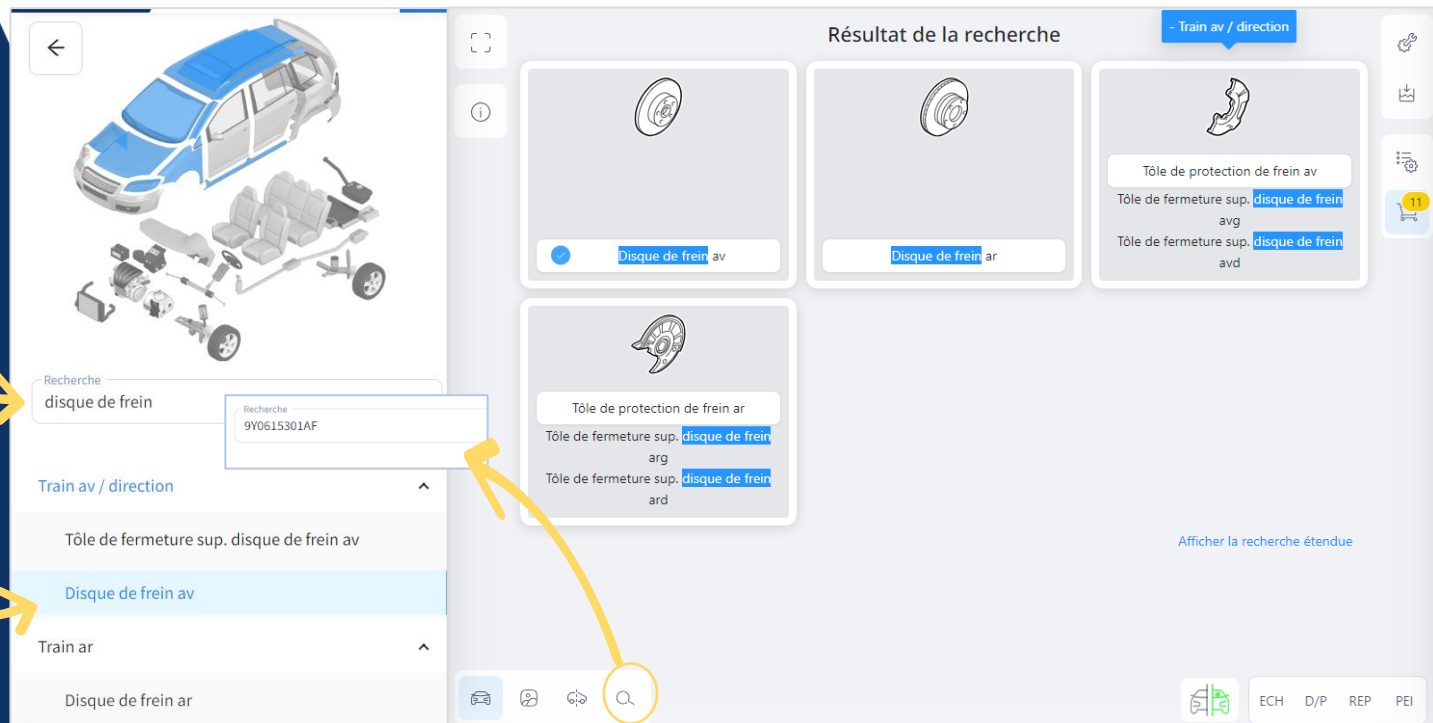 Recherche
disque de frein
Recherche
9Y0615301AF
Train av / direction
Tôle de fermeture sup. disque de frein av
Disque de frein av
Train ar
Disque de frein ar
Résultat de la recherche
- Train av / direction
Disque de frein av
Disque de frein ar
Tôle de protection de frein av
Tôle de fermeture sup. disque de frein
avg
Tôle de fermeture sup. disque de frein
avd
Tôle de protection de frein ar
Tôle de fermeture sup. disque de frein
arg
Tôle de fermeture sup. disque de frein
ard
Afficher la recherche étendue
11
ECH D/P REP PEI